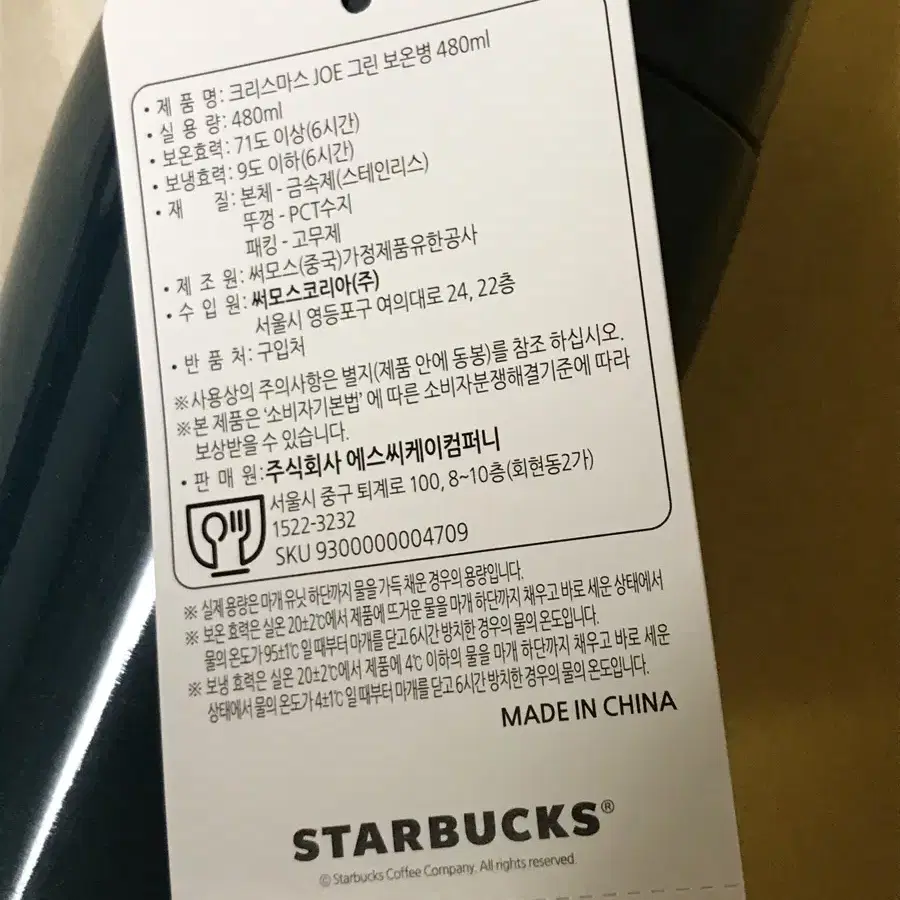 • 제 품 명: 크리스마스 JOE 그린 보온병 480ml
• 실 용 량: 480ml
• 보온효력: 71도 이상(6시간)
• 보냉효력: 9도 이하(6시간)
• 재 질: 본체 - 금속제(스테인리스)
뚜껑 - PCT수지
패킹 - 고무제
• 제 조 원: 써모스(중국)가정제품유한공사
• 수 입 원: 써모스코리아(주)
서울시 영등포구 여의대로 24, 22층
• 반 품 처: 구입처
※사용상의 주의사항은 별지(제품 안에 동봉)를 참조 하십시오.
※본 제품은 ‘소비자기본법’ 에 따른 소비자분쟁해결기준에 따라
보상받을 수 있습니다.
• 판 매 원: 주식회사 에스씨케이컴퍼니
서울시 중구 퇴계로 100, 8~10층(회현동2가)
1522-3232
SKU 9300000004709
※ 실제 용량은 마개 유닛 하단까지 물을 가득 채운 경우의 용량입니다.
※ 보온 효력은 실온 20±2℃에서 제품에 뜨거운 물을 마개 하단까지 채우고 바로 세운 상태에서
물의 온도가 95±1℃ 일 때부터 마개를 닫고 6시간 방치한 경우의 물의 온도입니다.
※ 보냉 효력은 실온 20±2℃에서 제품에 4℃ 이하의 물을 마개 하단까지 채우고 바로 세운
상태에서 물의 온도가 4±1℃ 일 때부터 마개를 닫고 6시간 방치한 경우의 물의 온도입니다.
MADE IN CHINA
STARBUCKS®
© Starbucks Coffee Company. All rights reserved.